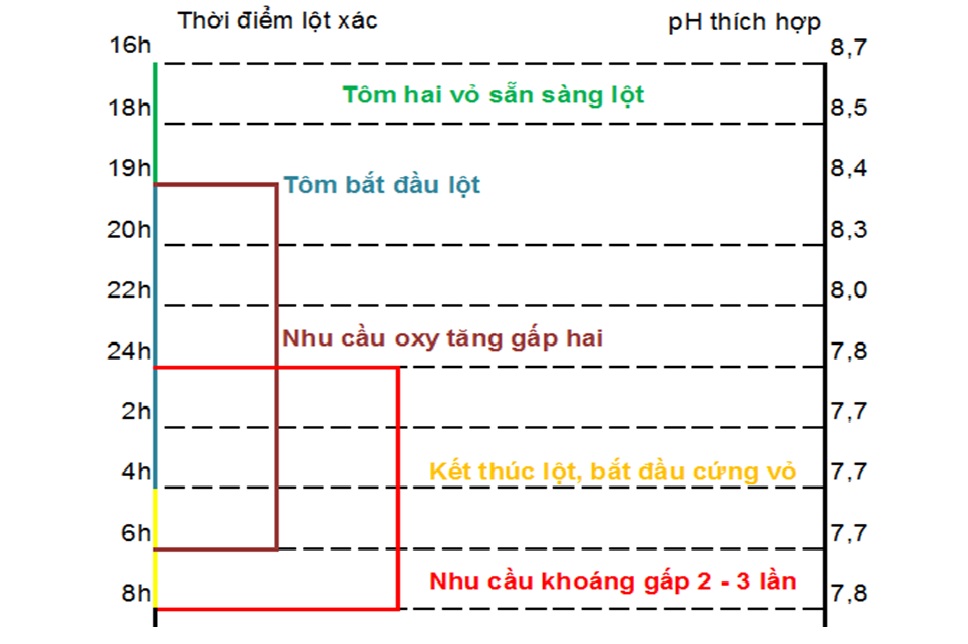 Thời điểm lột xác pH thích hợp
16h 8,7
Tôm hai vỏ sẵn sàng lột
18h 8,5
19h 8,4
Tôm bắt đầu lột
20h 8,3
22h 8,0
Nhu cầu oxy tăng gấp hai
24h 7,8
2h 7,7
4h Kết thúc lột, bắt đầu cứng vỏ 7,7
6h 7,7
Nhu cầu khoáng gấp 2 - 3 lần
8h 7,8